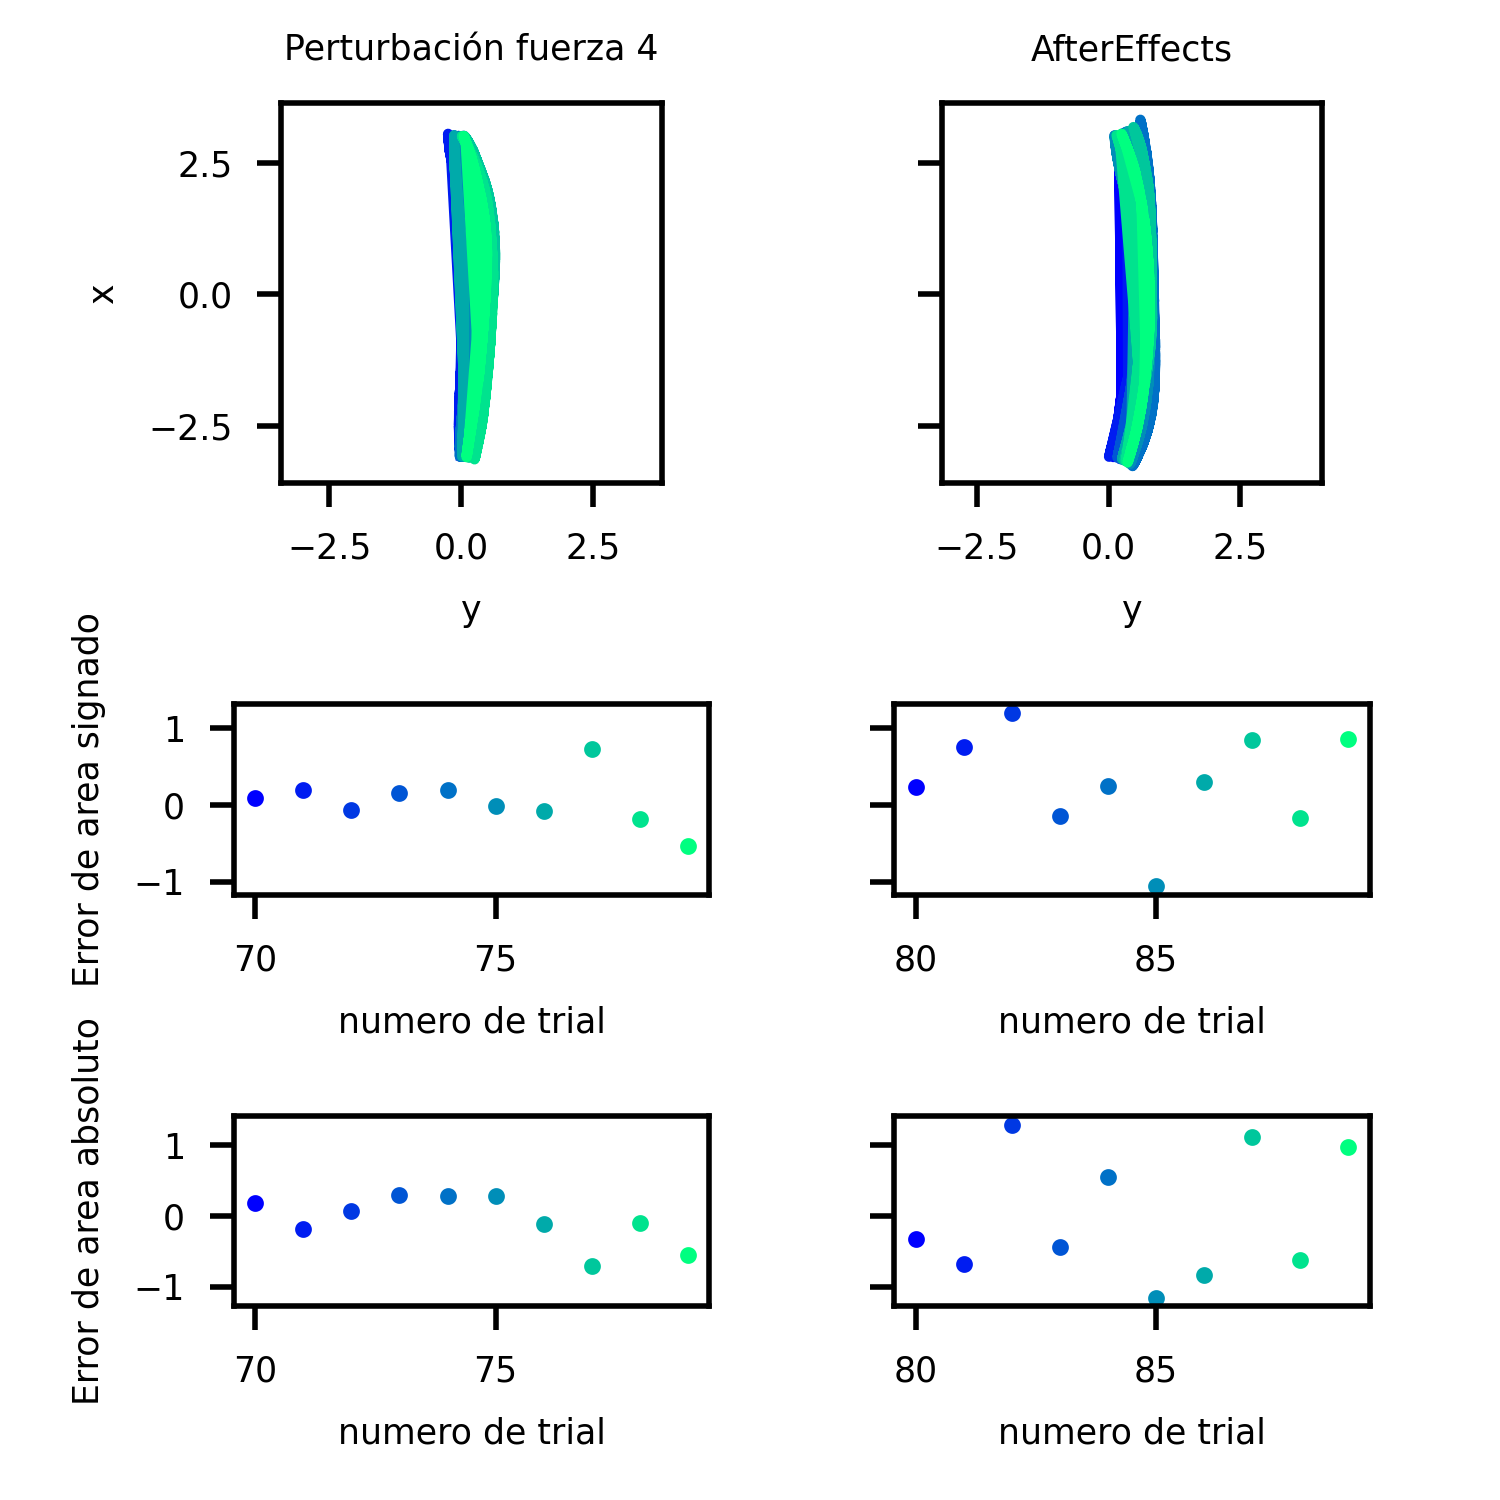 Perturbación fuerza 4
AfterEffects
x
2.5
0.0
−2.5
−2.5 0.0 2.5
y
−2.5 0.0 2.5
y
Error de area signado
1
0
−1
70 75
numero de trial
80 85
numero de trial
Error de area absoluto
1
0
−1
70 75
numero de trial
80 85
numero de trial